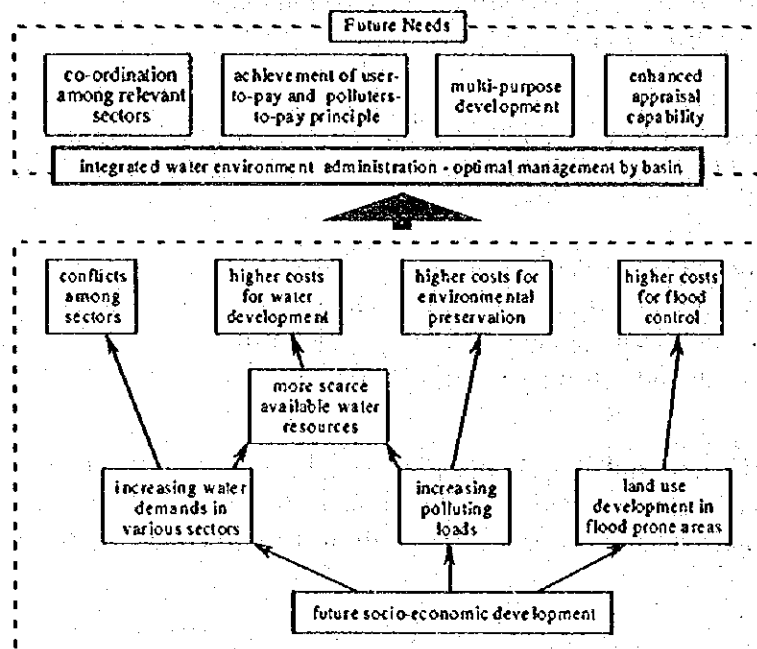 Future Needs
co-ordination
among relevant
sectors
achievement of user-
to-pay and polluters-
to-pay principle
muki-purpose
development
enhanced
appraisal
capability
integrated water environment administration - optimal management by basin
conflicts
among
sectors
higher costs
for water
development
higher costs for
environmental
preservation
higher costs
for flood
control
more scarce
available water
resources
increasing water
demands in
various sectors
increasing
polluting
loads
land use
development in
flood prone areas
future socio-economic development